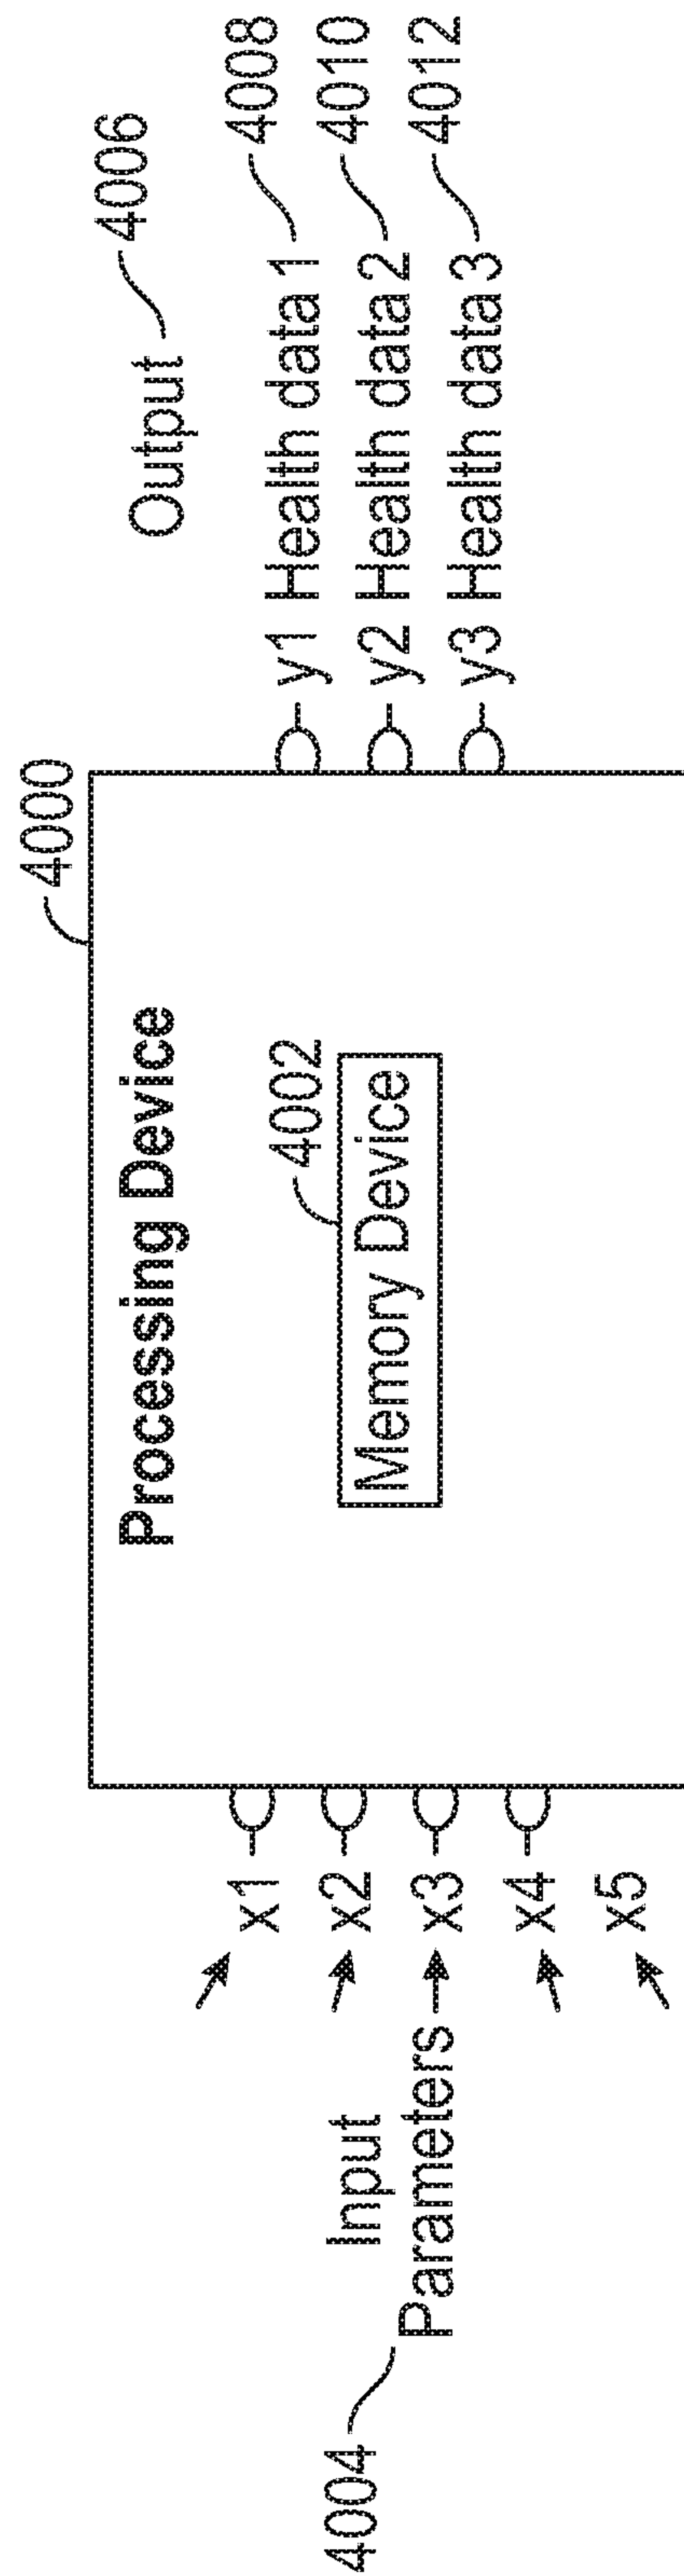 4000
Processing Device
4002
Memory Device
4004
Input
Parameters
x1
x2
x3
x4
x5
Output
4006
y1 Health data 1
4008
y2 Health data 2
4010
y3 Health data 3
4012